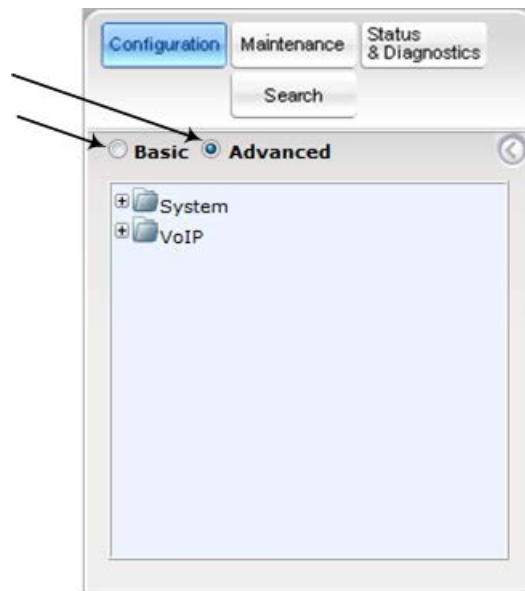 Configuration Maintenance Status & Diagnostics
Search
Basic Advanced
System
VoIP